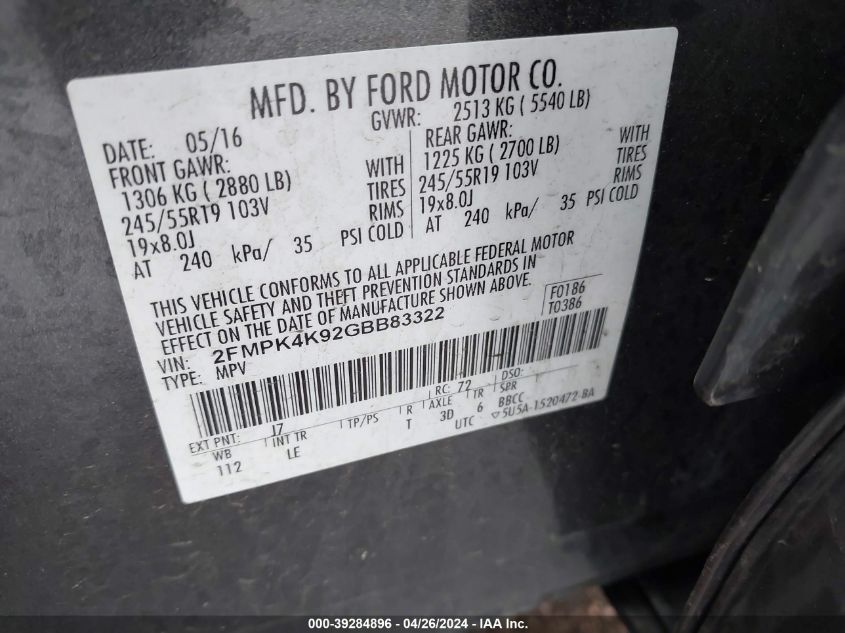 MFD. BY FORD MOTOR CO.
DATE: 05/16 GVWR: 2513 KG ( 5540 LB)
FRONT GAWR: REAR GAWR:
1306 KG ( 2880 LB) WITH 1225 KG ( 2700 LB) WITH
245/55R19 103V TIRES 245/55R19 103V TIRES
19x8.0J RIMS 19x8.0J RIMS
AT 240 kPa/ 35 PSI COLD AT 240 kPa/ 35 PSI COLD
THIS VEHICLE CONFORMS TO ALL APPLICABLE FEDERAL MOTOR
VEHICLE SAFETY AND THEFT PREVENTION STANDARDS IN
EFFECT ON THE DATE OF MANUFACTURE SHOWN ABOVE.
VIN: 2FMPK4K92GBB83322
TYPE: MPV
F0186
T0386
RC: 72 DSO:
EXT PNT: J7
WB INT TR TP/PS R AXLE TR SPR
112 LE T 3D 6 BBCC
UTC ▽5U5A-1520472-BA
000-39284896 - 04/26/2024 - IAA Inc.